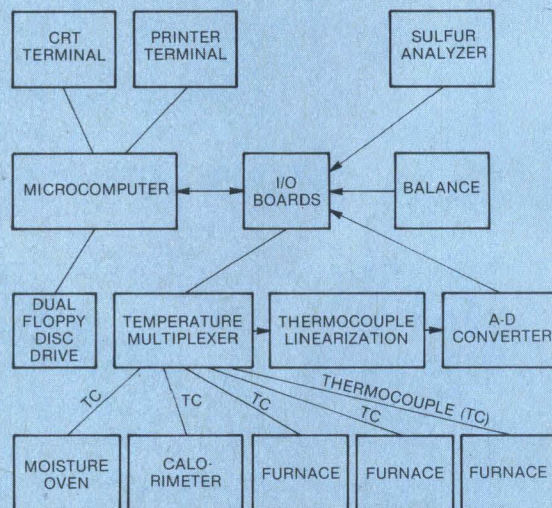 CRT
TERMINAL
PRINTER
TERMINAL
SULFUR
ANALYZER
MICROCOMPUTER
I/O
BOARDS
BALANCE
DUAL
FLOPPY
DISC
DRIVE
TEMPERATURE
MULTIPLEXER
THERMOCOUPLE
LINEARIZATION
A-D
CONVERTER
TC
TC
TC
TC
THERMOCOUPLE (TC)
MOISTURE
OVEN
CALO-
RIMETER
FURNACE
FURNACE
FURNACE